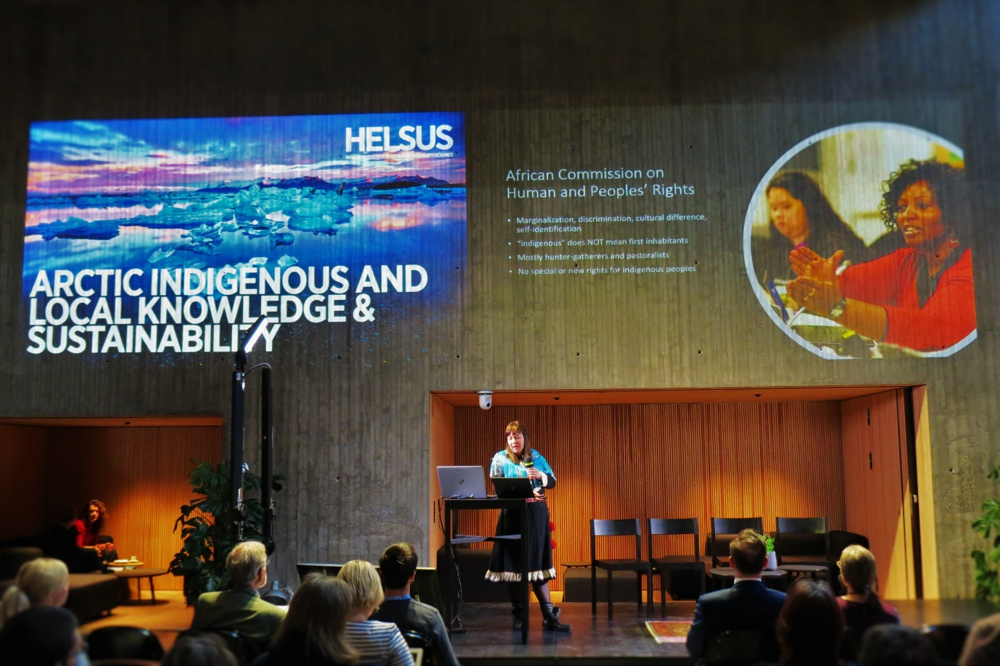 HELSUS
ARCTIC INDIGENOUS AND
LOCAL KNOWLEDGE &
SUSTAINABILITY
African Commission on
Human and Peoples' Rights
• Marginalization, discrimination, cultural difference,
self-identification
• "indigenous" does NOT mean first inhabitants
• Mostly hunter-gatherers and pastoralists
• No special or new rights for indigenous peoples